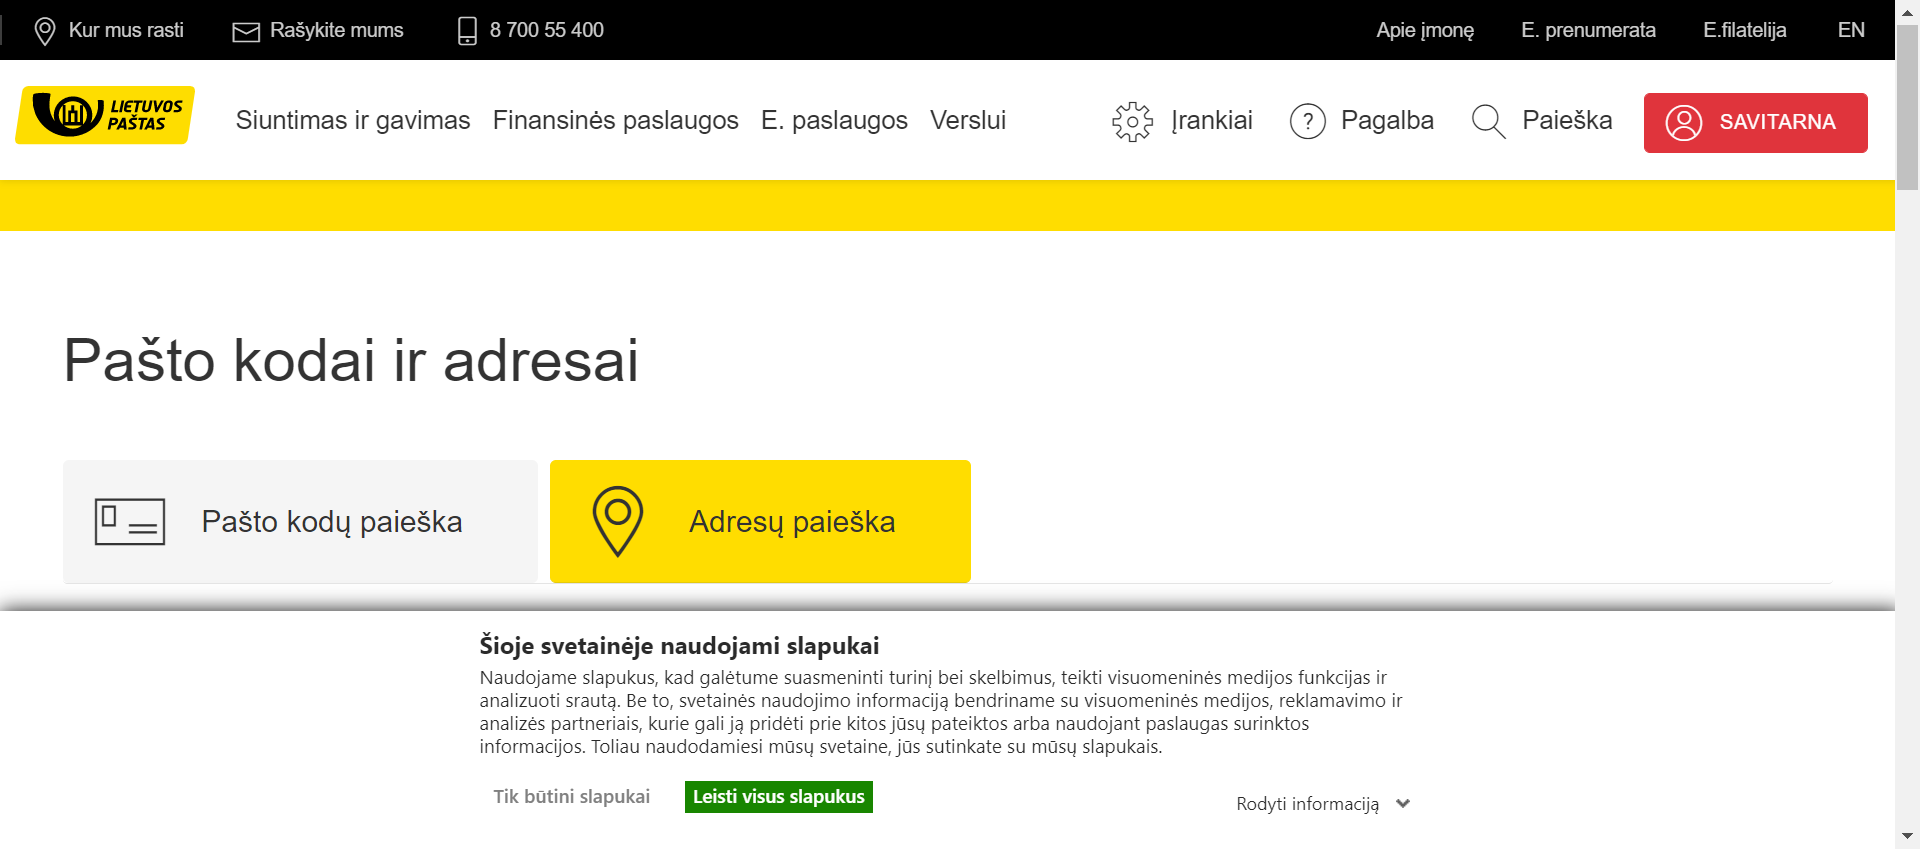 Kur mus rasti
Rašykite mums
8 700 55 400
Apie įmonę
E. prenumerata
E.filatelija
EN
LIETUVOS
PAŠTAS
Siuntimas ir gavimas
Finansinės paslaugos
E. paslaugos
Verslui
Įrankiai
?
Pagalba
Paieška
SAVITARNA
Pašto kodai ir adresai
Pašto kodų paieška
Adresų paieška
Šioje svetainėje naudojami slapukai
Naudojame slapukus, kad galėtume suasmeninti turinį bei skelbimus, teikti visuomeninės medijos funkcijas ir
analizuoti srautą. Be to, svetainės naudojimo informaciją bendriname su visuomeninės medijos, reklamavimo ir
analizės partneriais, kurie gali ją pridėti prie kitos jūsų pateiktos arba naudojant paslaugas surinktos
informacijos. Toliau naudodamiesi mūsų svetaine, jūs sutinkate su mūsų slapukais.
Tik būtini slapukai
Leisti visus slapukus
Rodyti informaciją